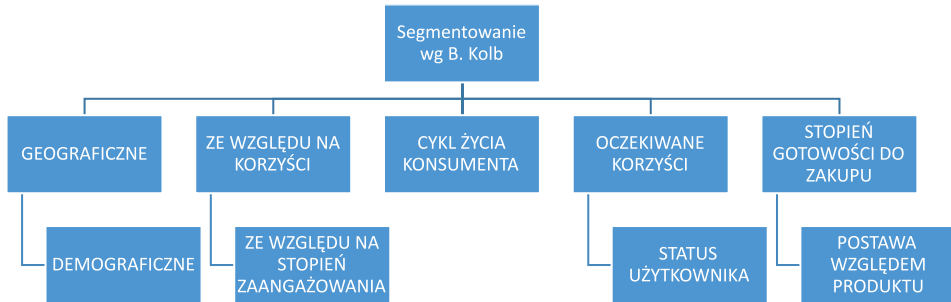 Segmentowanie
wg B. Kolb
GEOGRAFICZNE
ZE WZGLĘDU NA
KORZYŚCI
CYKL ŻYCIA
KONSUMENTA
OCZEKIWANE
KORZYŚCI
STOPIEŃ
GOTOWOŚCI DO
ZAKUPU
DEMOGRAFICZNE
ZE WZGLĘDU NA
STOPIEŃ
ZAANGAŻOWANIA
STATUS
UŻYTKOWNIKA
POSTAWA
WZGLĘDEM
PRODUKTU